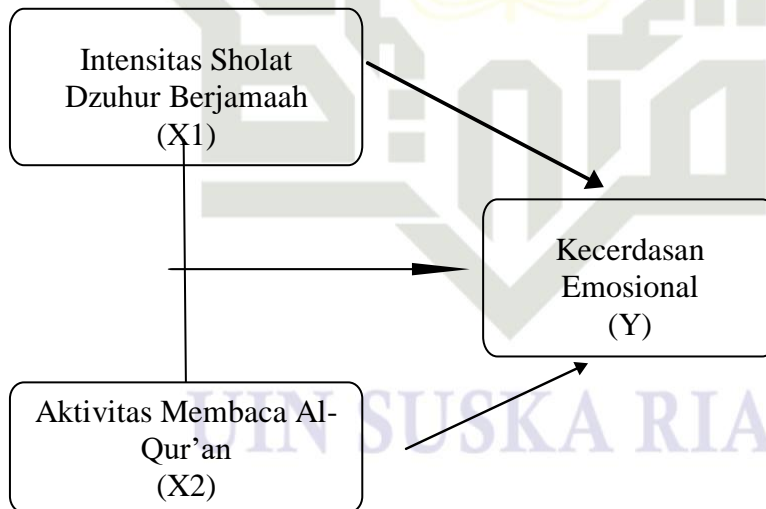 Intensitas Sholat
Dzuhur Berjamaah
(X1)
Kecerdasan
Emosional
(Y)
Aktivitas Membaca Al-
Qur’an
(X2)
UIN SUSKA RIA